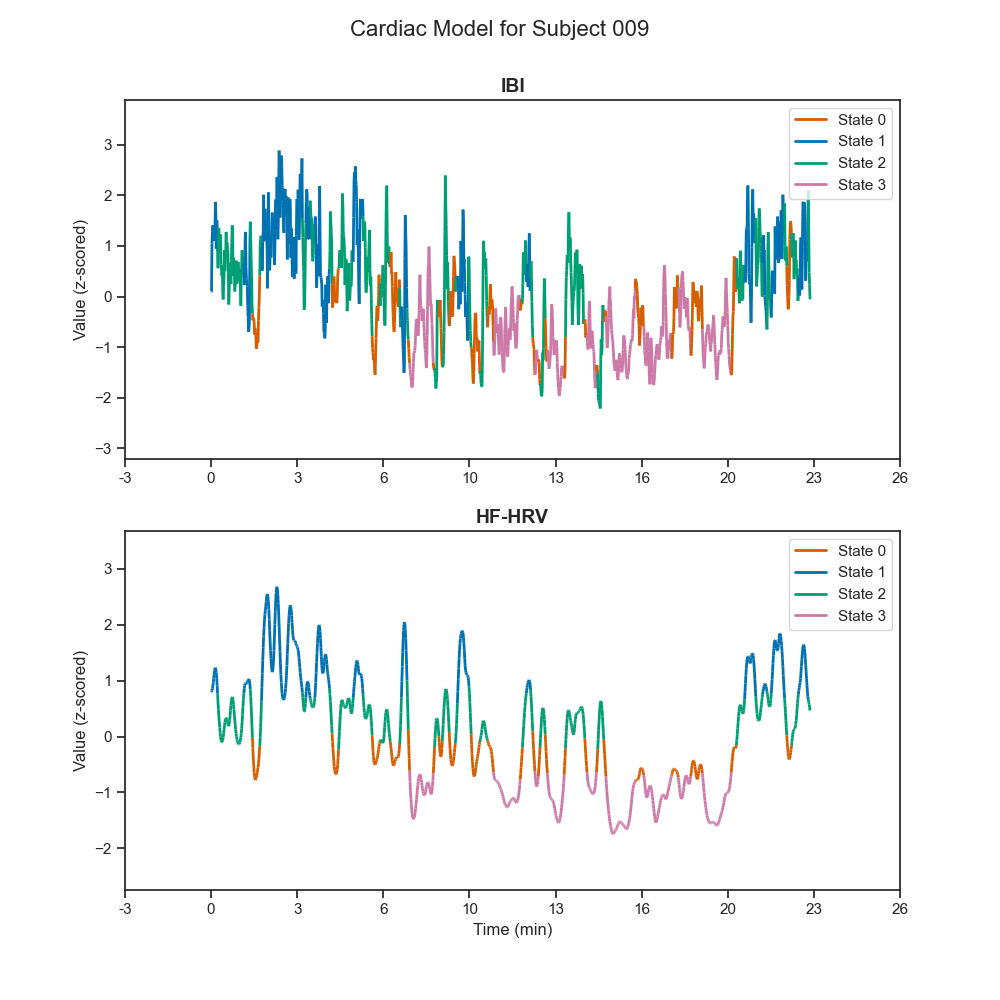 Cardiac Model for Subject 009
IBI
Value (z-scored)
3
2
1
0
−1
−2
−3
-3 0 3 6 10 13 16 20 23 26
State 0
State 1
State 2
State 3
HF-HRV
Value (z-scored)
3
2
1
0
−1
−2
-3 0 3 6 10 13 16 20 23 26
Time (min)
State 0
State 1
State 2
State 3